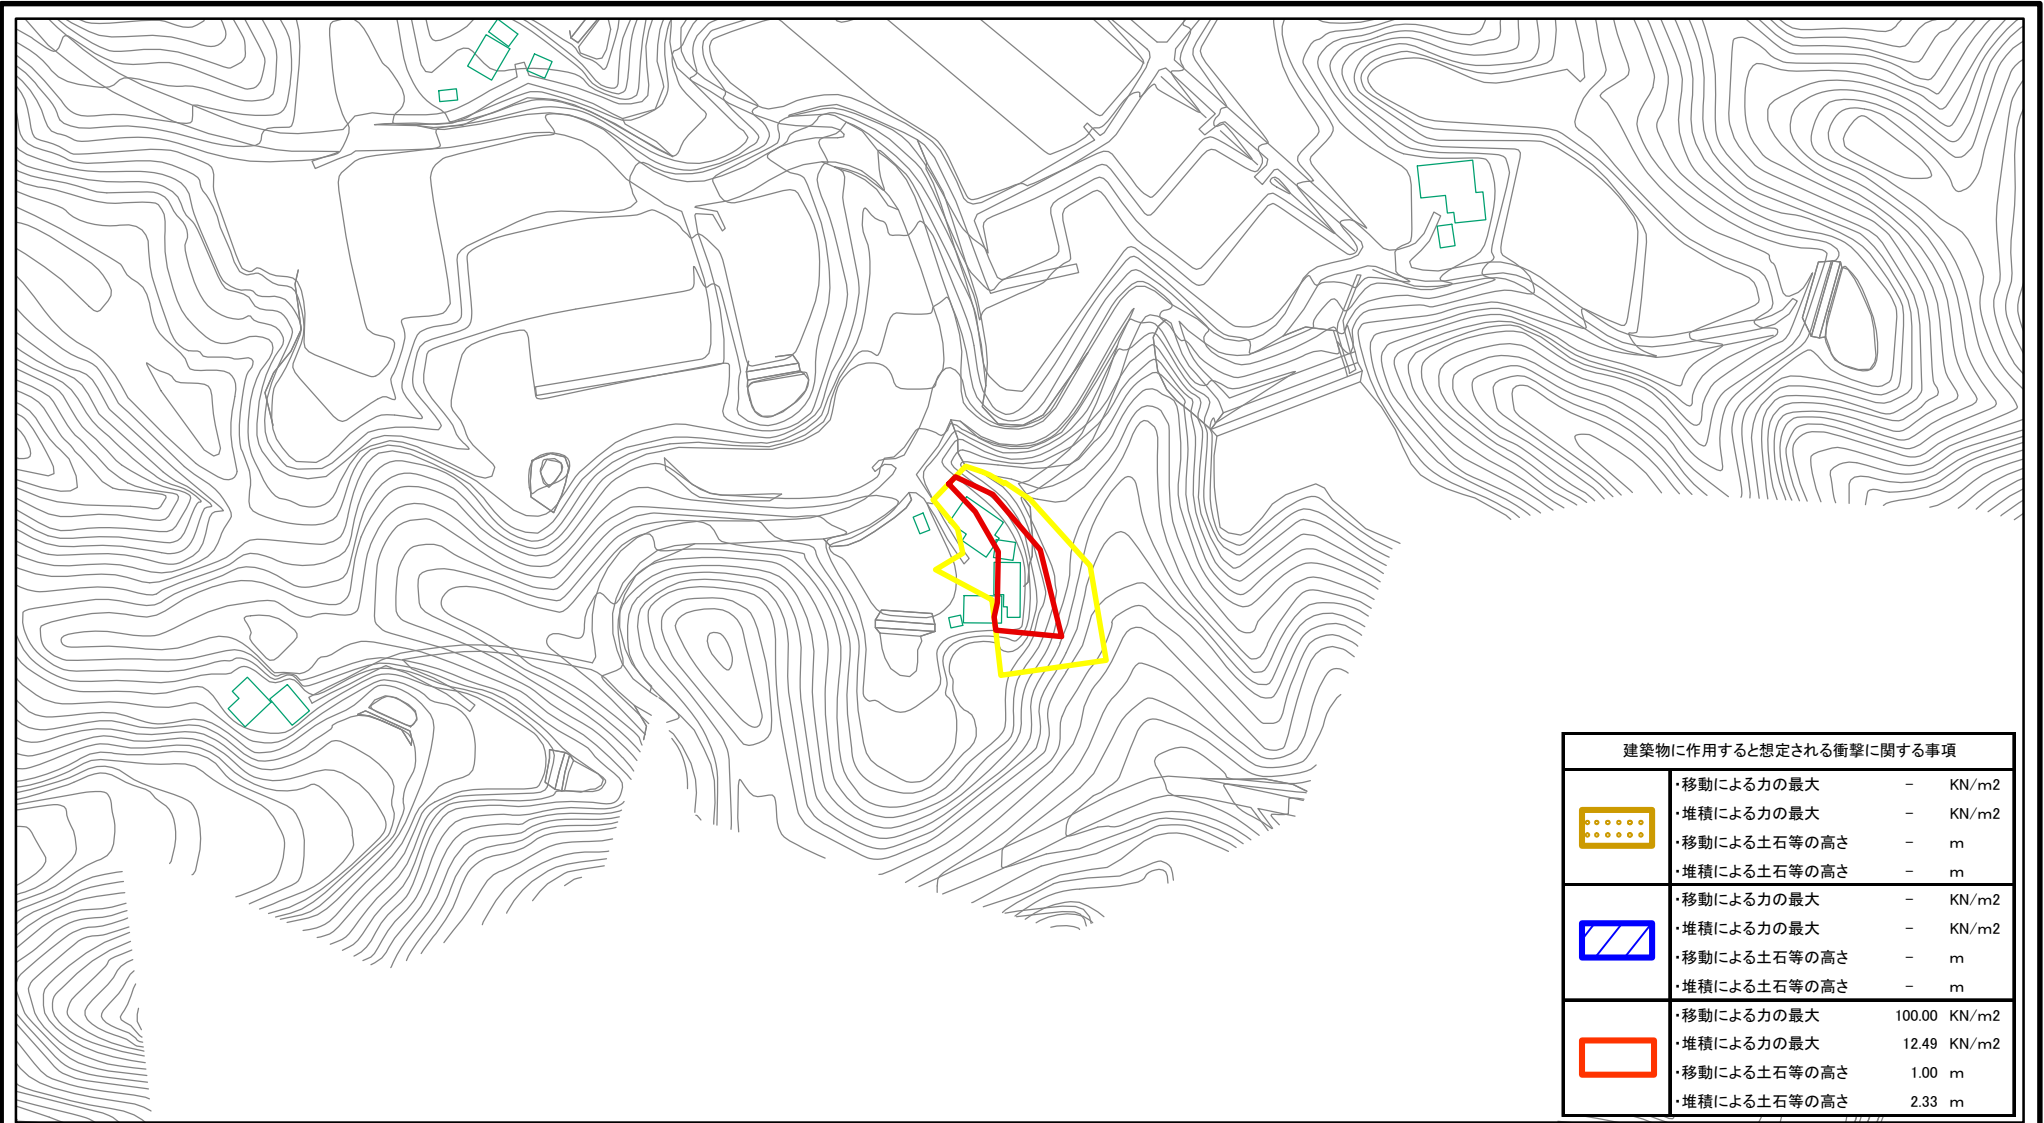 建築物に作用すると想定される衝撃に関する事項
・移動による力の最大 － KN/m2
・堆積による力の最大 － KN/m2
・移動による土石等の高さ － m
・堆積による土石等の高さ － m
・移動による力の最大 － KN/m2
・堆積による力の最大 － KN/m2
・移動による土石等の高さ － m
・堆積による土石等の高さ － m
・移動による力の最大 100.00 KN/m2
・堆積による力の最大 12.49 KN/m2
・移動による土石等の高さ 1.00 m
・堆積による土石等の高さ 2.33 m